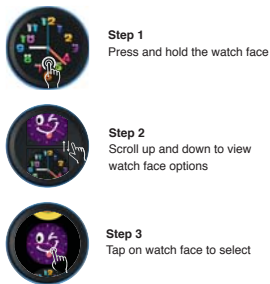 Step 1
Press and hold the watch face
Step 2
Scroll up and down to view
watch face options
Step 3
Tap on watch face to select